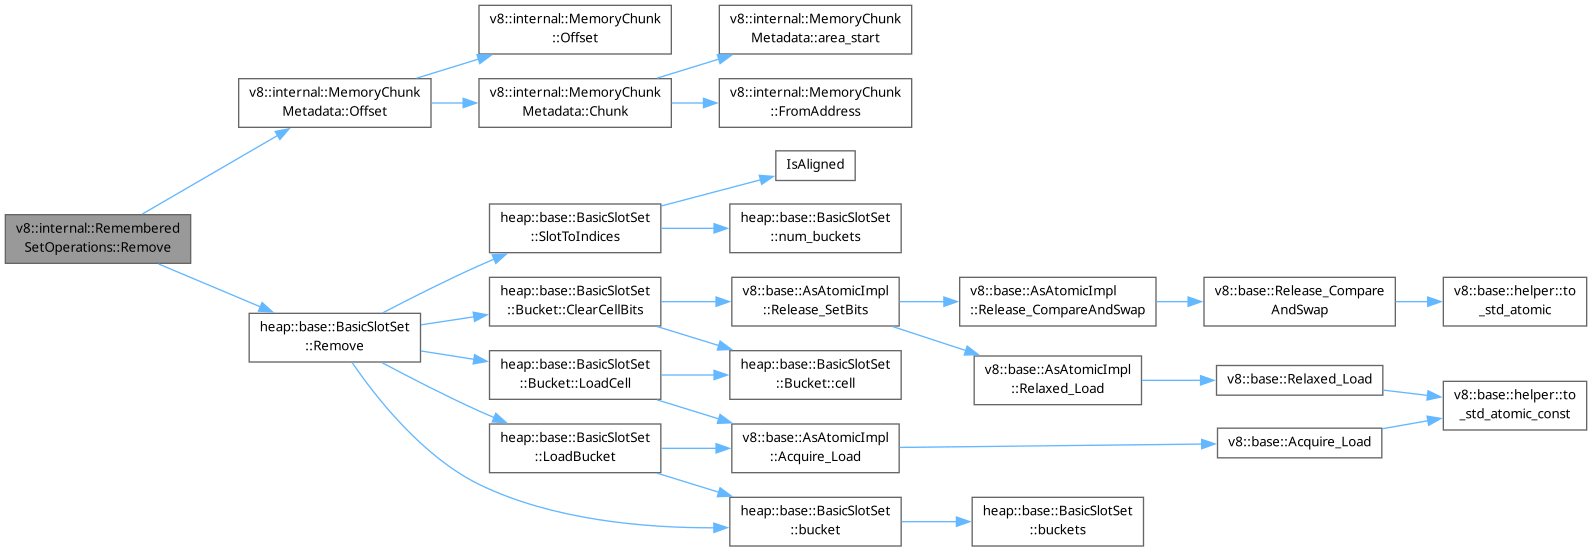 v8::internal::Remembered
SetOperations::Remove
v8::internal::MemoryChunk
Metadata::Offset
v8::internal::MemoryChunk
::Offset
v8::internal::MemoryChunk
Metadata::Chunk
v8::internal::MemoryChunk
Metadata::area_start
v8::internal::MemoryChunk
::FromAddress
heap::base::BasicSlotSet
::Remove
heap::base::BasicSlotSet
::SlotToIndices
IsAligned
heap::base::BasicSlotSet
::num_buckets
heap::base::BasicSlotSet
::Bucket::ClearCellBits
v8::base::AsAtomicImpl
::Release_SetBits
v8::base::AsAtomicImpl
::Release_CompareAndSwap
v8::base::Release_Compare
AndSwap
v8::base::helper::to
_std_atomic
heap::base::BasicSlotSet
::Bucket::LoadCell
heap::base::BasicSlotSet
::Bucket::cell
v8::base::AsAtomicImpl
::Relaxed_Load
v8::base::Relaxed_Load
v8::base::helper::to
_std_atomic_const
heap::base::BasicSlotSet
::LoadBucket
v8::base::AsAtomicImpl
::Acquire_Load
v8::base::Acquire_Load
heap::base::BasicSlotSet
::bucket
heap::base::BasicSlotSet
::buckets